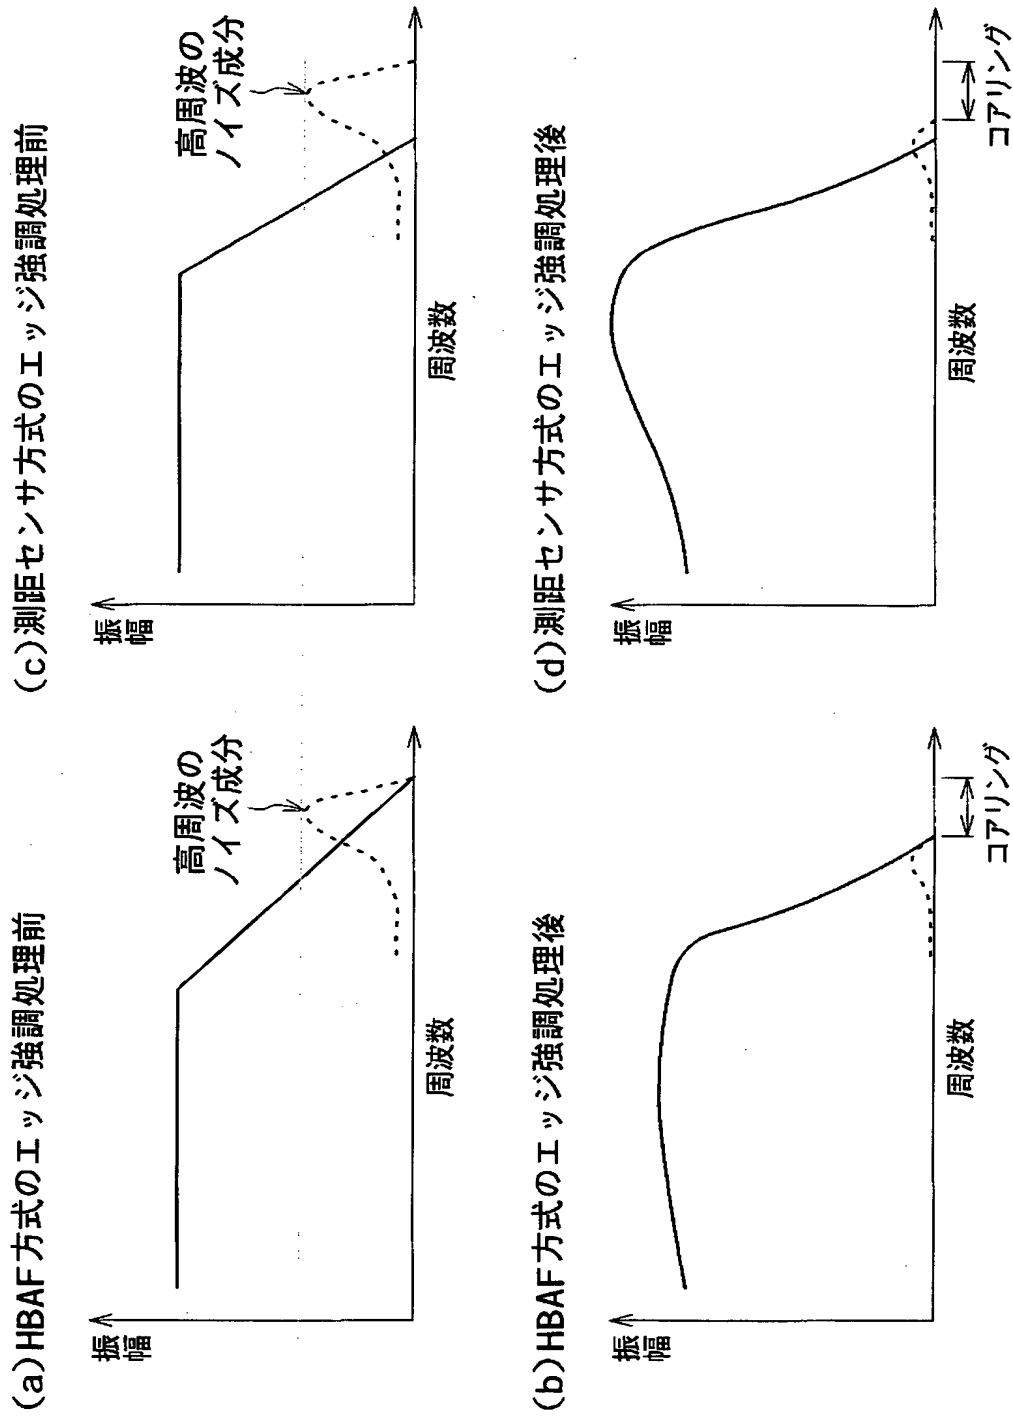 (a)HBAF方式のエッジ強調処理前
振
幅
高周波の
ノイズ成分
周波数
(b)HBAF方式のエッジ強調処理後
振
幅
周波数
コアリング
(c)測距センサ方式のエッジ強調処理前
振
幅
高周波の
ノイズ成分
周波数
(d)測距センサ方式のエッジ強調処理後
振
幅
周波数
コアリング